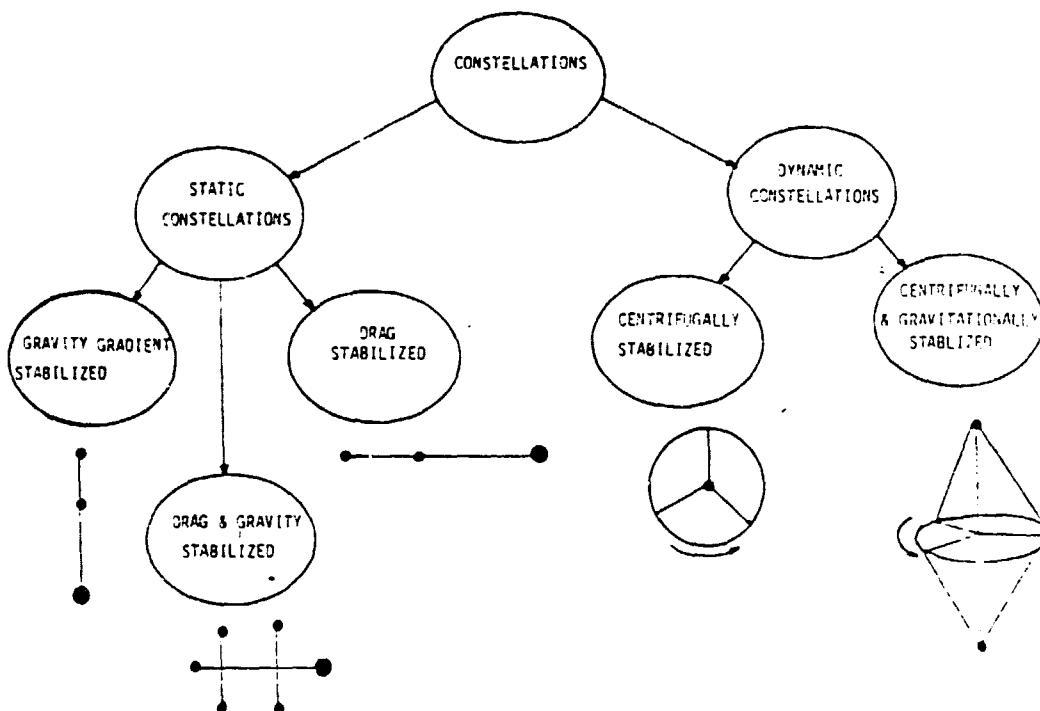 CONSTELLATIONS
STATIC
CONSTELLATIONS
DYNAMIC
CONSTELLATIONS
GRAVITY GRADIENT
STABILIZED
DRAG
STABILIZED
DRAG & GRAVITY
STABILIZED
CENTRIFUGALLY
STABILIZED
CENTRIFUGALLY
& GRAVITATIONALLY
STABLIZED